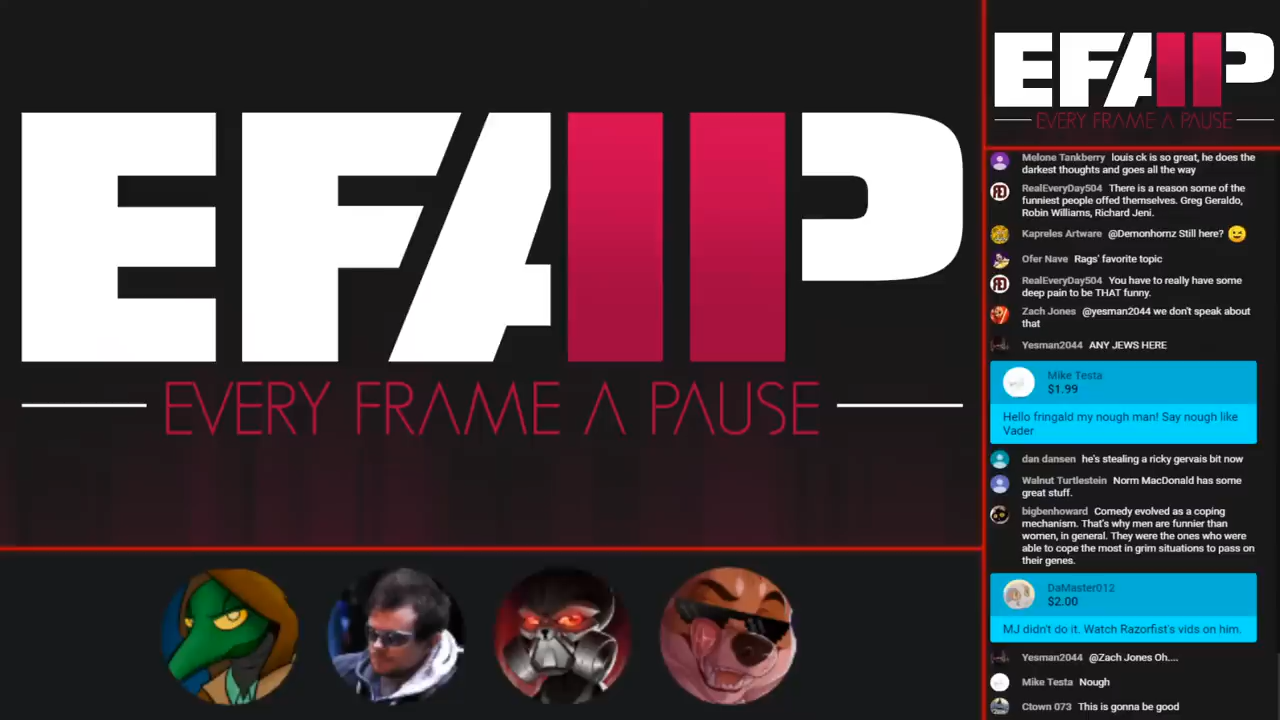 EFAP
EVERY FRAME A PAUSE
EFAP
EVERY FRAME A PAUSE
Melone Tankberry louis ck is so great, he does the
darkest thoughts and goes all the way
RealEveryDay504 There is a reason some of the
funniest people offed themselves. Greg Geraldo,
Robin Williams, Richard Jeni.
Kapreles Artware @Demonhornz Still here? 😉
Ofer Nave Rags' favorite topic
RealEveryDay504 You have to really have some
deep pain to be THAT funny.
Zach Jones @yesman2044 we don't speak about
that
Yesman2044 ANY JEWS HERE
Mike Testa
$1.99
Hello fringald my nough man! Say nough like
Vader
dan dansen he's stealing a ricky gervais bit now
Walnut Turtlestein Norm MacDonald has some
great stuff.
bigbenhoward Comedy evolved as a coping
mechanism. That's why men are funnier than
women, in general. They were the ones who were
able to cope the most in grim situations to pass on
their genes.
DaMaster012
$2.00
MJ didn't do it. Watch Razorfist's vids on him.
Yesman2044 @Zach Jones Oh....
Mike Testa Nough
Ctown 073 This is gonna be good